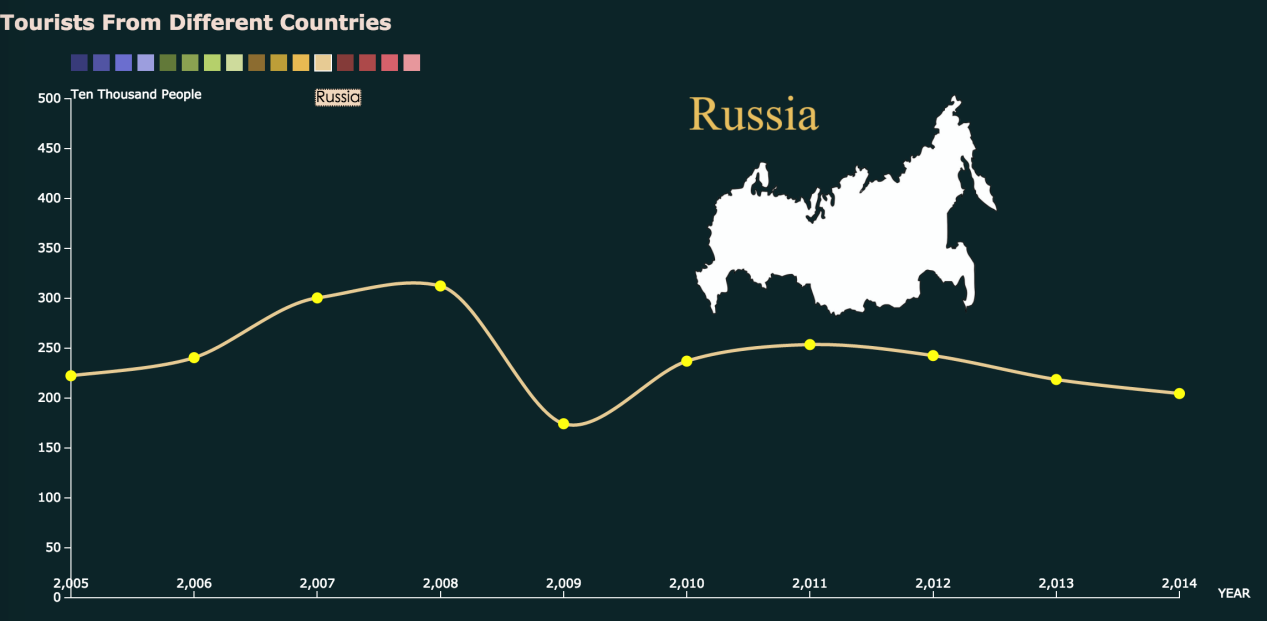 Tourists From Different Countries
Ten Thousand People
Russia
Russia
500
450
400
350
300
250
200
150
100
50
0
2,005 2,006 2,007 2,008 2,009 2,010 2,011 2,012 2,013 2,014
YEAR